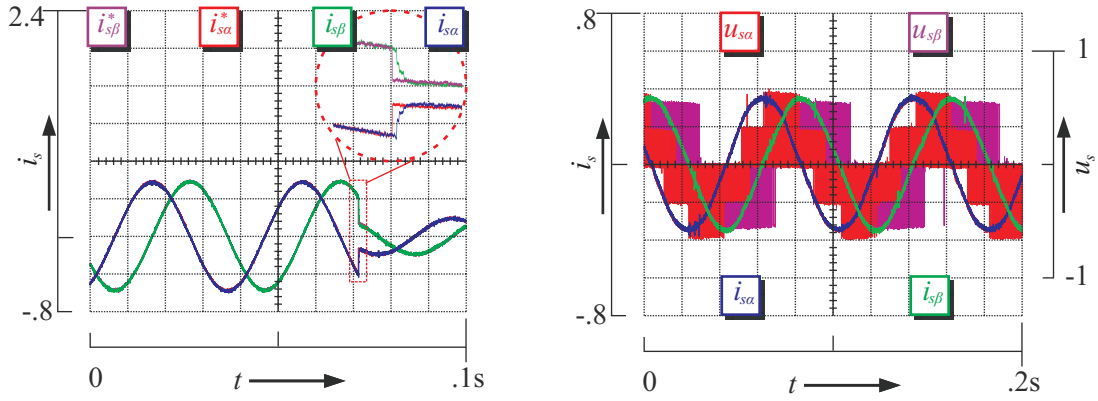 2.4
i*sβ i*sα isβ isα
is
-.8
0 t .1s
.8
usα usβ
1
is
us
isα isβ
-1
-.8
0 t .2s